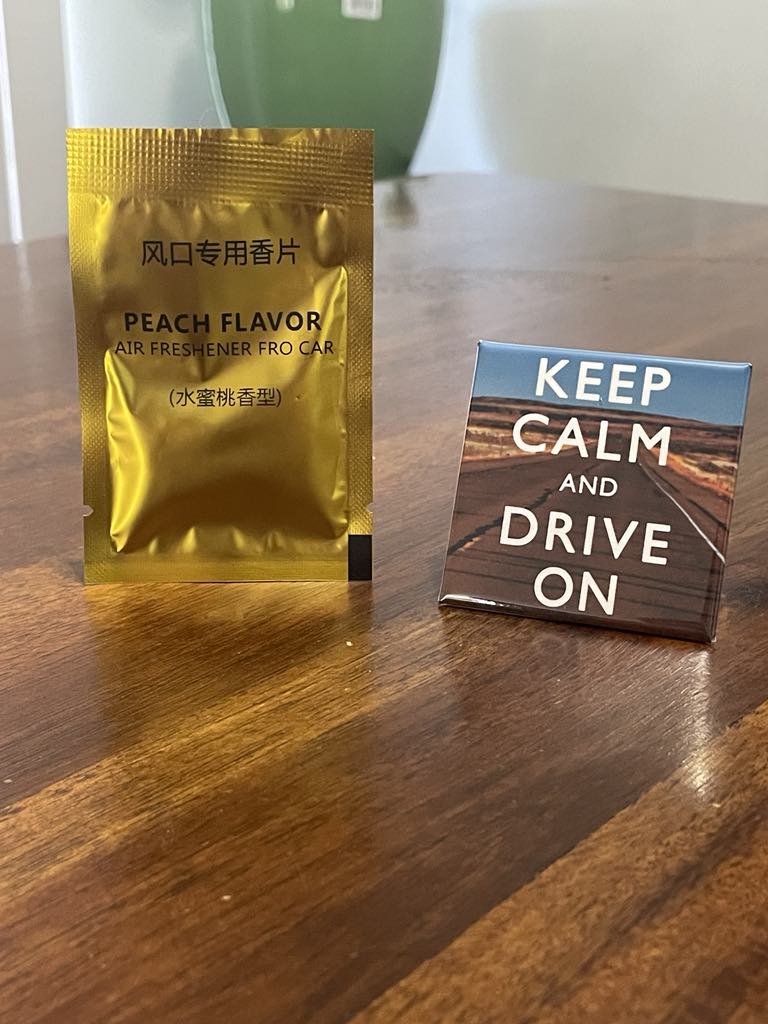 风口专用香片
PEACH FLAVOR
AIR FRESHENER FRO CAR
(水蜜桃香型)
KEEP
CALM
AND
DRIVE
ON